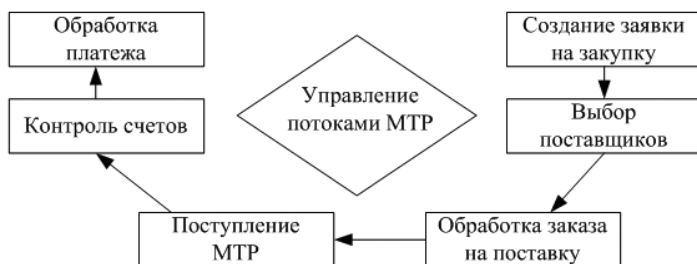 Обработка
платежа
Создание заявки
на закупку
Управление
потоками МТР
Контроль счетов
Выбор
поставщиков
Поступление
МТР
Обработка заказа
на поставку